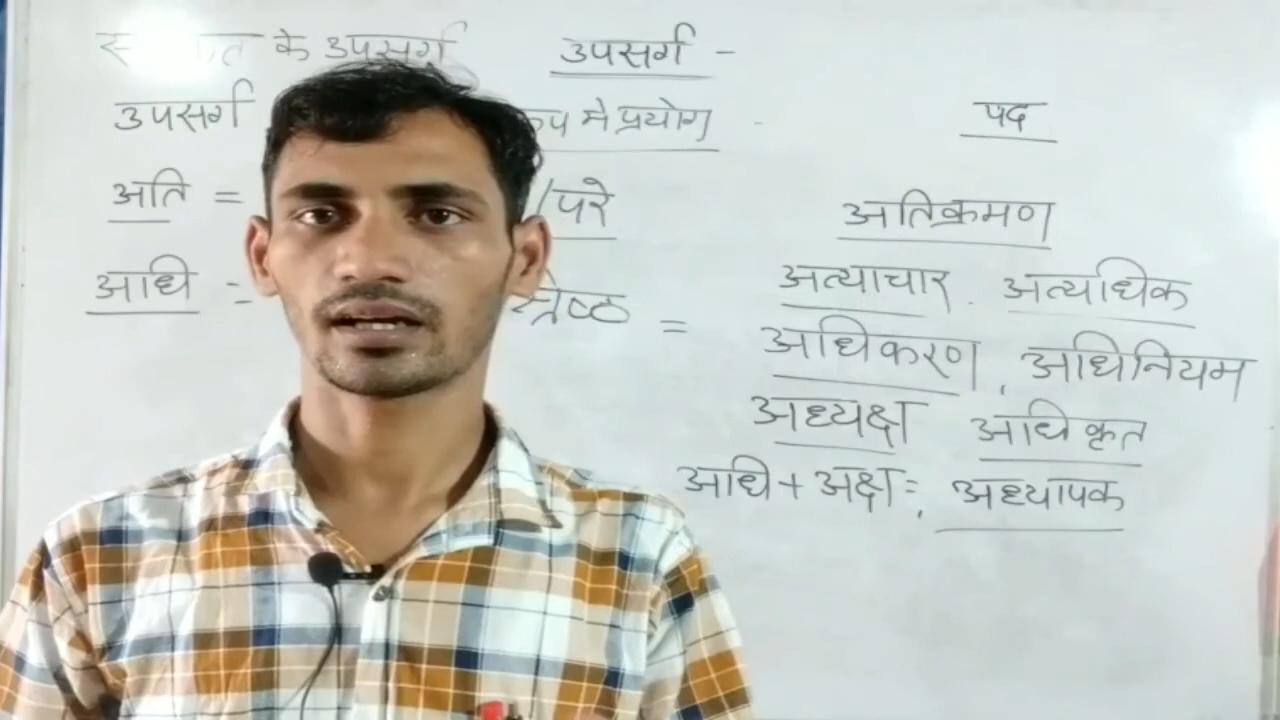 के उपसर्ग उपसर्ग -
उपसर्ग रूप मे प्रयोग पद
अति = /परे अतिक्रमण
अत्याचार. अत्यधिक
अधि = स्रेष्ठ = अधिकरण, अधिनियम
अध्यक्ष अधिकृत
अधि + अक्ष =, अध्यापक